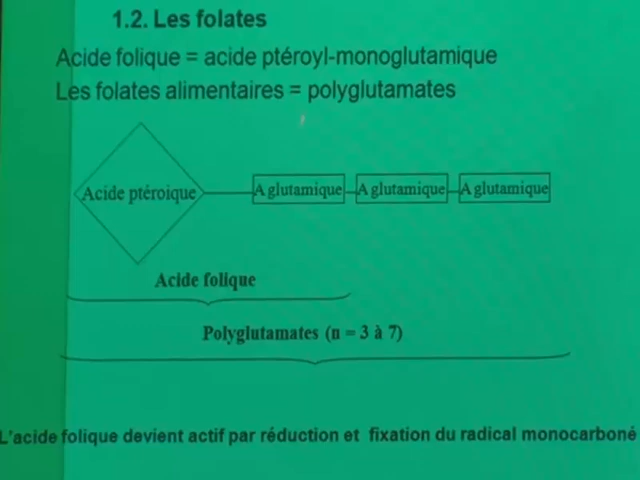 1.2. Les folates
Acide folique = acide ptéroyl-monoglutamique
Les folates alimentaires = polyglutamates
Acide ptéroique A glutamique A glutamique A glutamique
Acide folique
Polyglutamates (n = 3 à 7)
L'acide folique devient actif par réduction et fixation du radical monocarboné